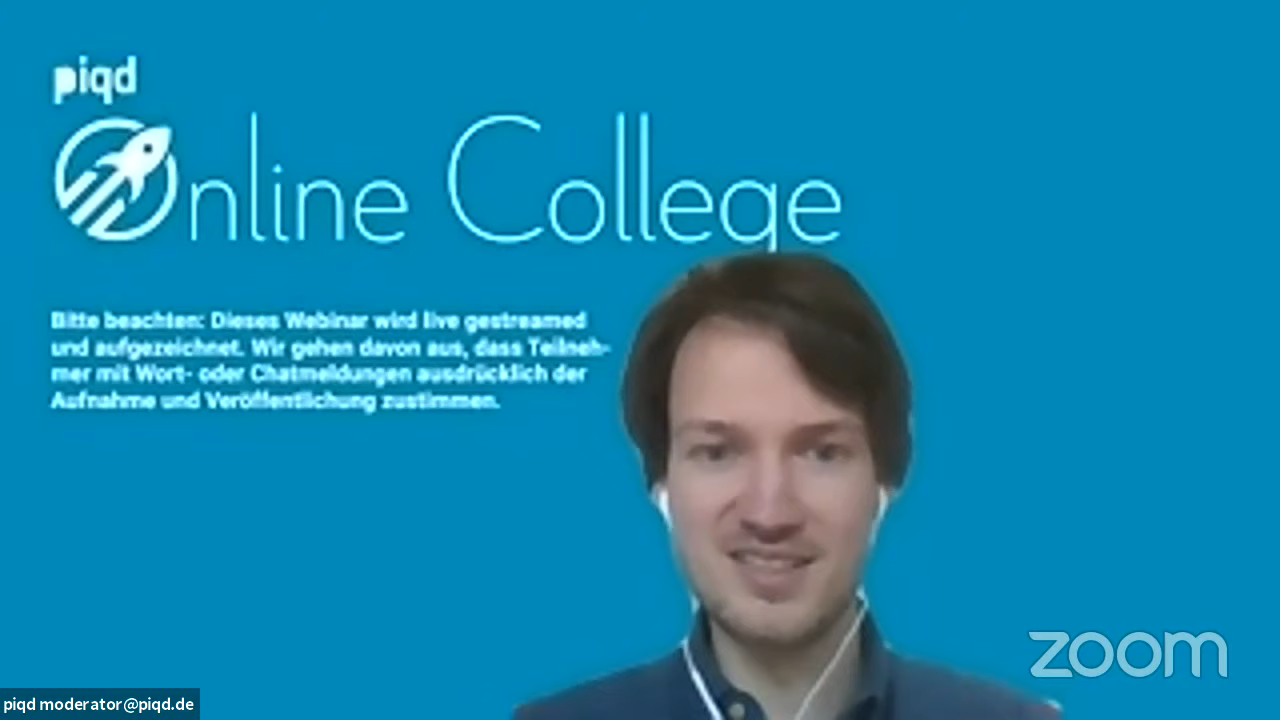 piqd
Online College
Bitte beachten: Dieses Webinar wird live gestreamed
und aufgezeichnet. Wir gehen davon aus, dass Teilneh-
mer mit Wort- oder Chatmeldungen ausdrücklich der
Aufnahme und Veröffentlichung zustimmen.
zoom
piqd moderator@piqd.de